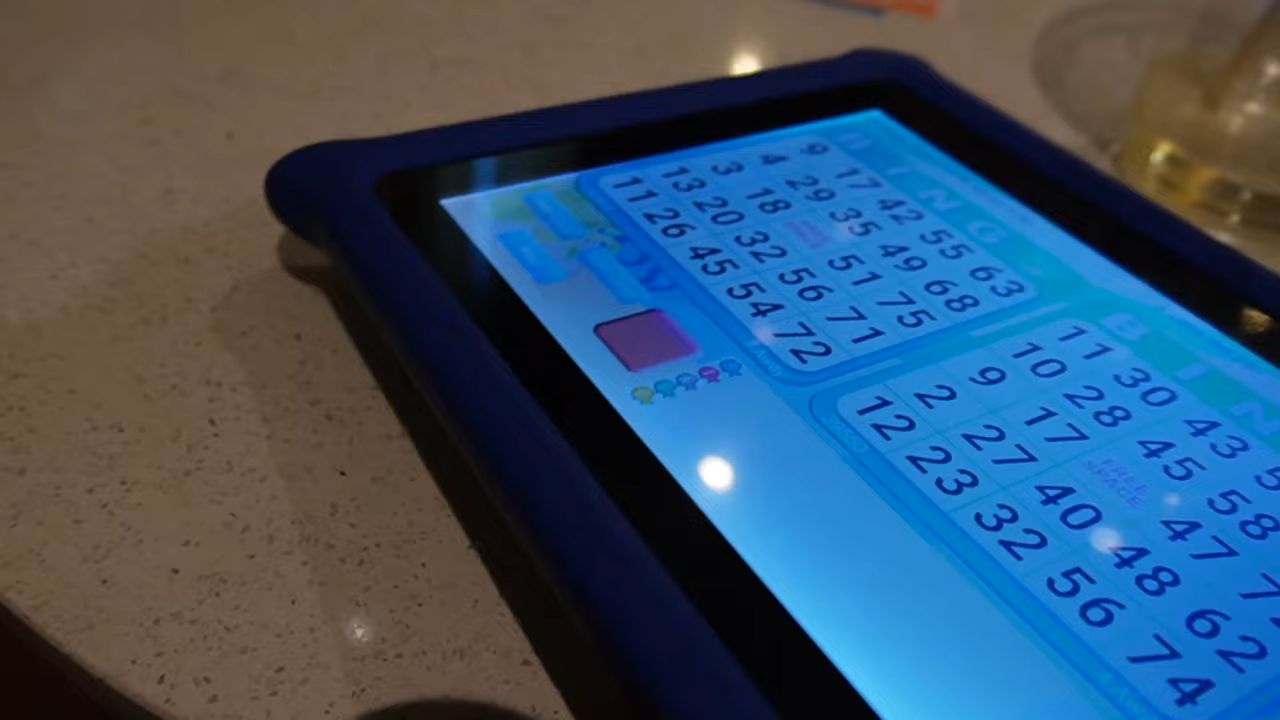 B I N G
9 17 42 55 63
4 29 35 49 68
3 18 51 75
13 20 32 56 71
11 26 45 54 72
B I N
11 30 43
10 28 45 58
9 17 FREE SPACE 47
2 27 40 48 62
12 23 32 56 74